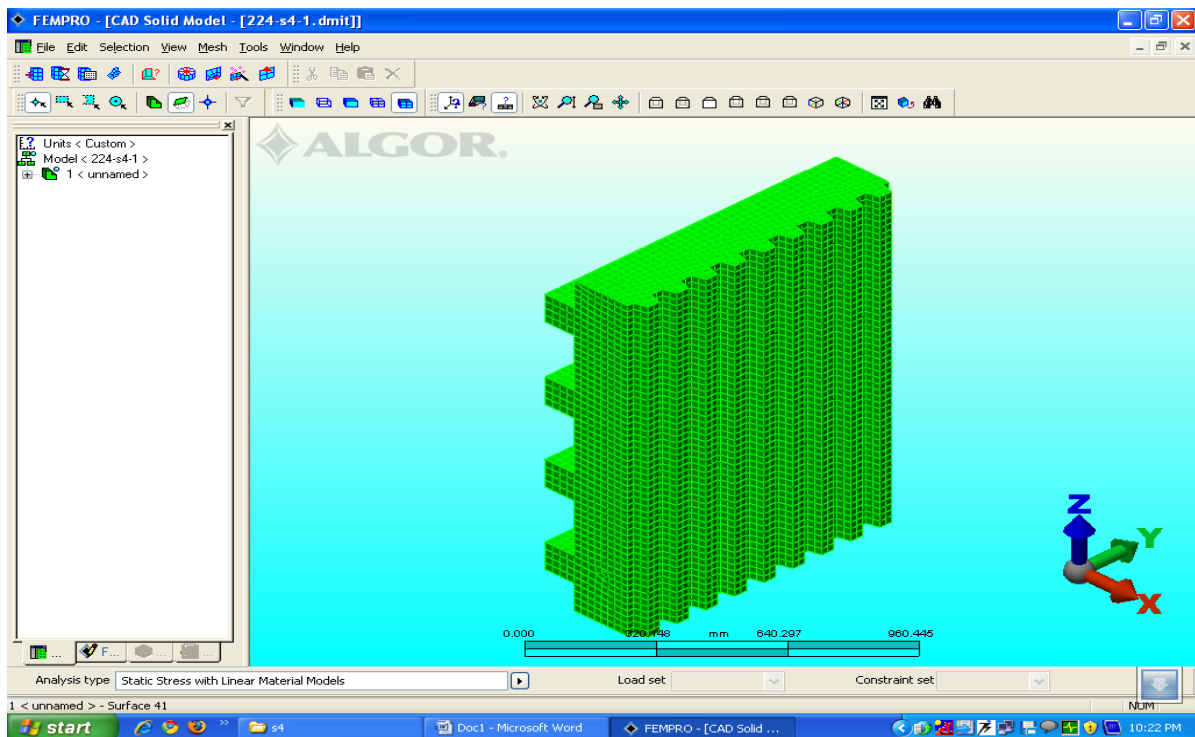 FEMPRO - [CAD Solid Model - [224-s4-1.dmit]]
File Edit Selection View Mesh Tools Window Help
ALGOR®
Units < Custom >
Model < 224-s4-1 >
1 < unnamed >
Z
Y
X
0.000 320.148 mm 640.297 960.445
... F... ... ...
Analysis type Static Stress with Linear Material Models Load set Constraint set
1 < unnamed > - Surface 41 NUM
start » s4 Doc1 - Microsoft Word FEMPRO - [CAD Solid ... 10:22 PM